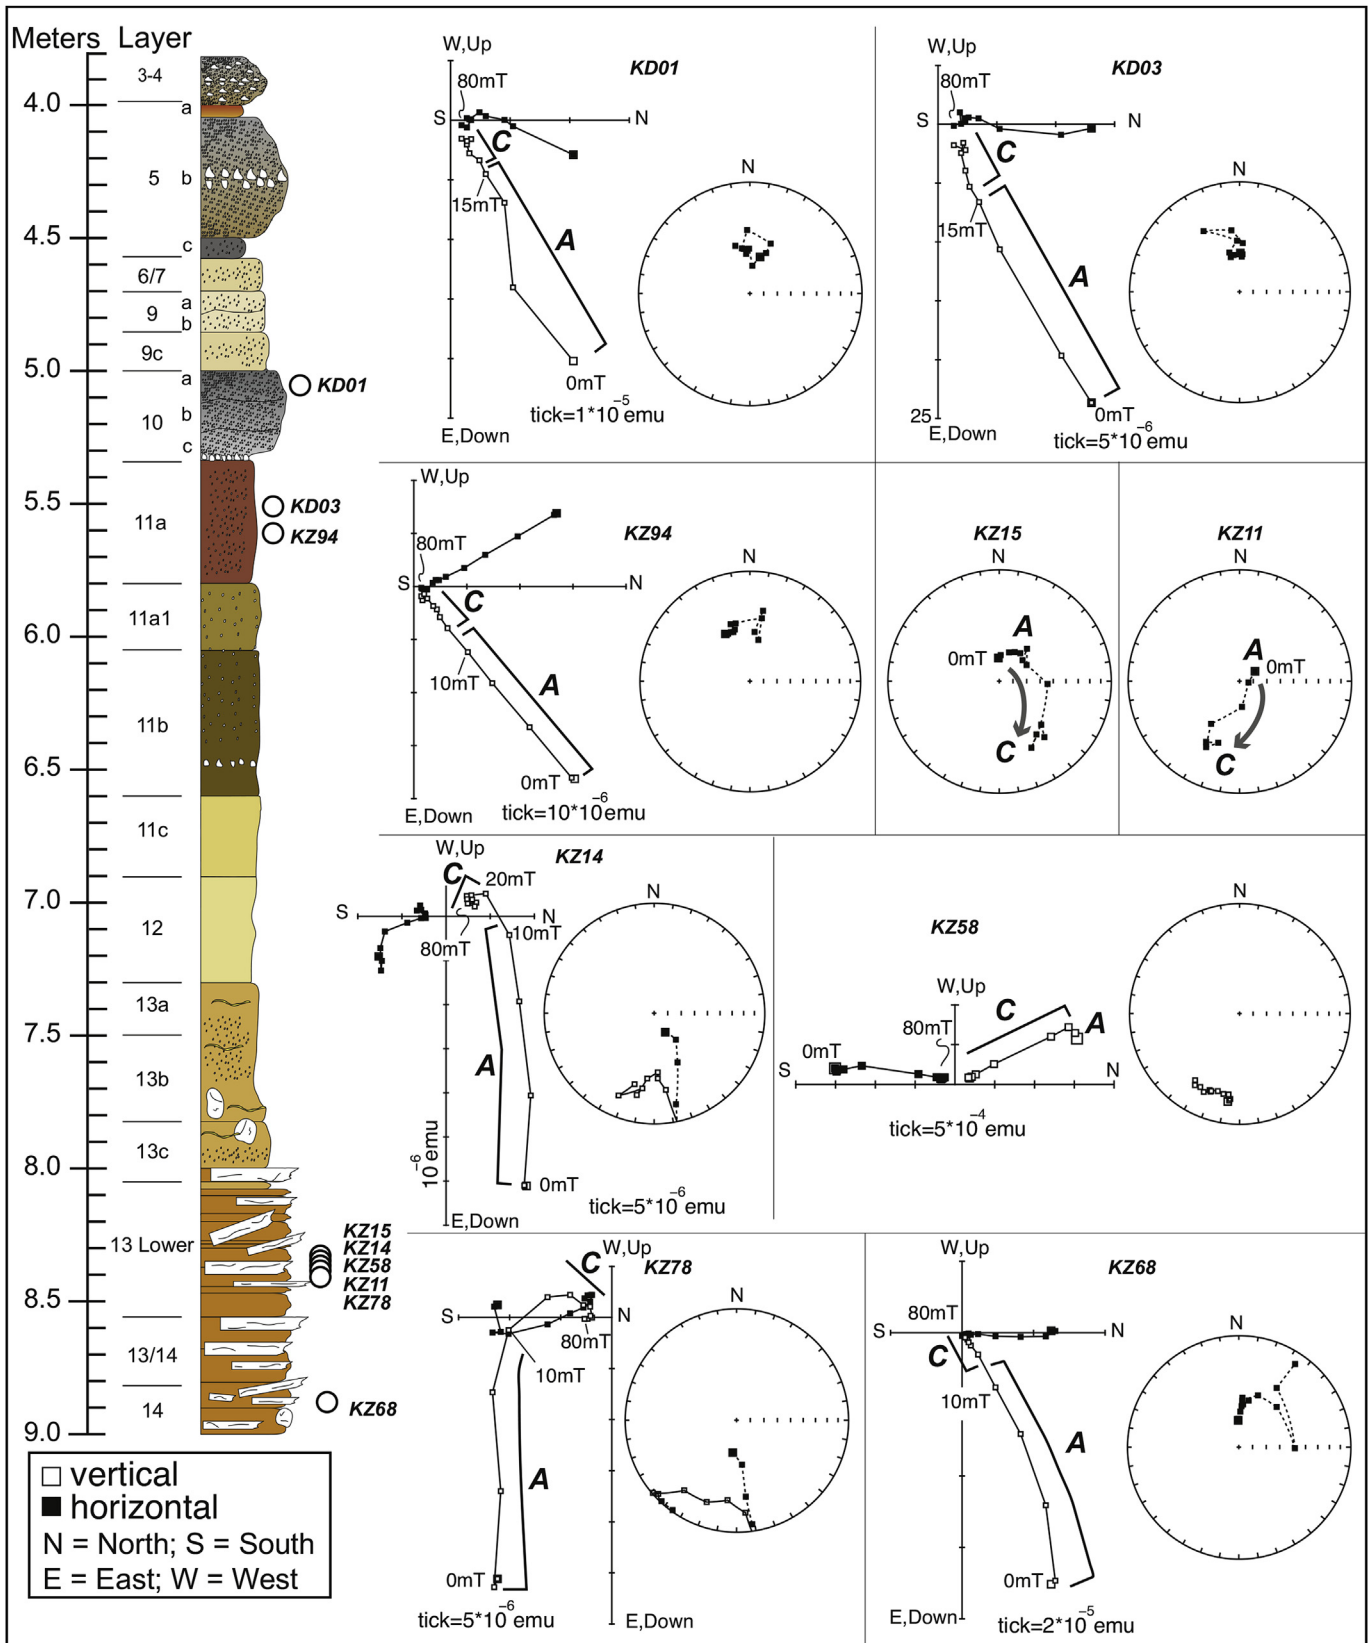 Meters Layer
3-4
4.0
a
5 b
4.5
c
6/7
a
9
b
9c
5.0
a
KD01
b
10
c
5.5
KD03
11a
KZ94
11a1
6.0
11b
6.5
11c
7.0
12
13a
7.5
13b
13c
8.0
KZ15
13 Lower
KZ14
KZ58
KZ11
8.5
KZ78
13/14
14
KZ68
9.0
vertical
horizontal
N = North; S = South
E = East; W = West
W,Up
KD01
80mT
S
N
C
15mT
A
0mT
tick=1*10-5 emu
E,Down
N
W,Up
KD03
80mT
S
N
C
15mT
A
0mT
25
E,Down
tick=5*10-6 emu
N
W,Up
KZ94
80mT
S
N
C
10mT
A
0mT
E,Down
tick=10*10-6emu
N
KZ15
N
A
0mT
C
KZ11
N
A
0mT
C
W,Up
KZ14
C
20mT
S
N
80mT
10mT
A
10-6 emu
0mT
E,Down
tick=5*10-6 emu
N
KZ58
W,Up
C
A
80mT
0mT
S
N
tick=5*10-4 emu
N
C
W,Up
KZ78
S
N
80mT
10mT
A
0mT
tick=5*10-6 emu
E,Down
N
W,Up
KZ68
80mT
S
N
C
10mT
A
0mT
E,Down
tick=2*10-5 emu
N